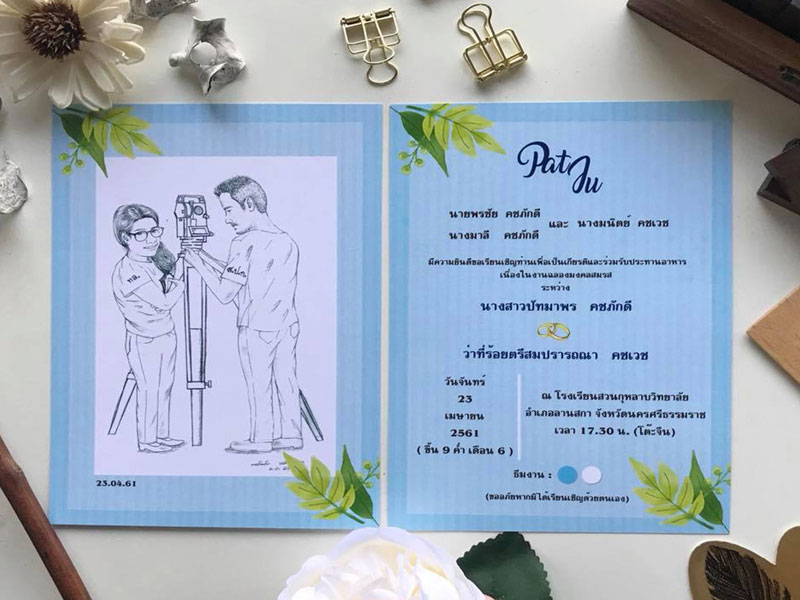 23.04.61
Pat Ju
นายพรชัย คชภักดี
นางมาลี คชภักดี
และ นางมนิตย์ คชเวช
มีความยินดีขอเรียนเชิญท่านเพื่อเป็นเกียรติและร่วมรับประทานอาหาร
เนื่องในงานฉลองมงคลสมรส
ระหว่าง
นางสาวปัทมาพร คชภักดี
ว่าที่ร้อยตรีสมปรารถณา คชเวช
วันจันทร์
23
เมษายน
2561
( ขึ้น 9 ค่ำ เดือน 6 )
ณ โรงเรียนสวนกุหลาบวิทยาลัย
อำเภอลานสกา จังหวัดนครศรีธรรมราช
เวลา 17.30 น. (โต๊ะจีน)
ธีมงาน :
(ขออภัยหากมิได้เรียนเชิญด้วยตนเอง)